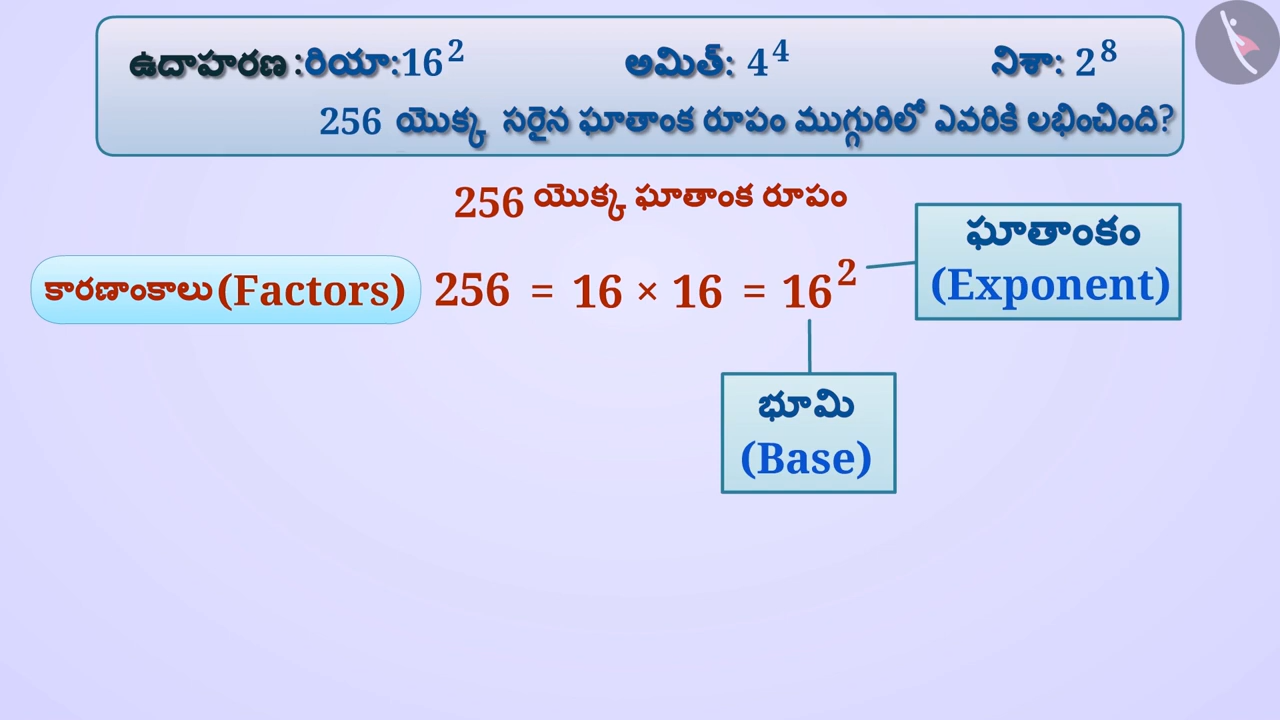 ఉదాహరణ :రియా:16² అమిత్: 4⁴ నిశా: 2⁸
256 యొక్క సరైన ఘాతాంక రూపం ముగ్గురిలో ఎవరికి లభించింది?
256 యొక్క ఘాతాంక రూపం
ఘాతాంకం
(Exponent)
కారణాంకాలు(Factors) 256 = 16 × 16 = 16²
భూమి
(Base)